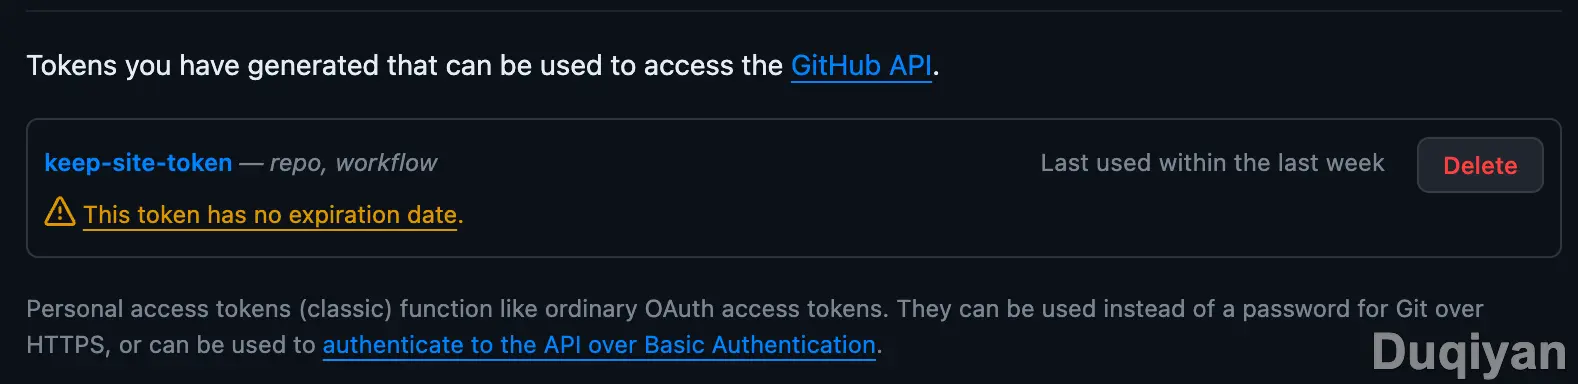 Tokens you have generated that can be used to access the GitHub API.
keep-site-token — repo, workflow
Last used within the last week
Delete
This token has no expiration date.
Personal access tokens (classic) function like ordinary OAuth access tokens. They can be used instead of a password for Git over
HTTPS, or can be used to authenticate to the API over Basic Authentication.
Duqiyan